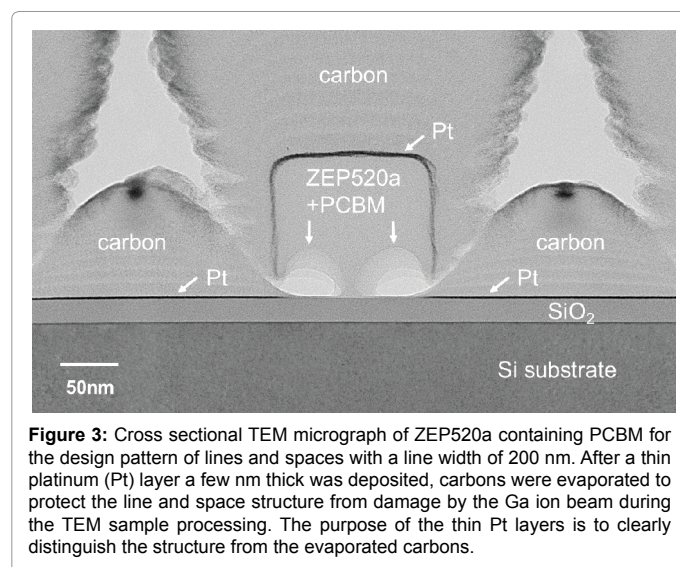 carbon
Pt
ZEP520a
+PCBM
carbon
carbon
Pt
Pt
SiO₂
Si substrate
50nm
Figure 3: Cross sectional TEM micrograph of ZEP520a containing PCBM for
the design pattern of lines and spaces with a line width of 200 nm. After a thin
platinum (Pt) layer a few nm thick was deposited, carbons were evaporated to
protect the line and space structure from damage by the Ga ion beam during
the TEM sample processing. The purpose of the thin Pt layers is to clearly
distinguish the structure from the evaporated carbons.